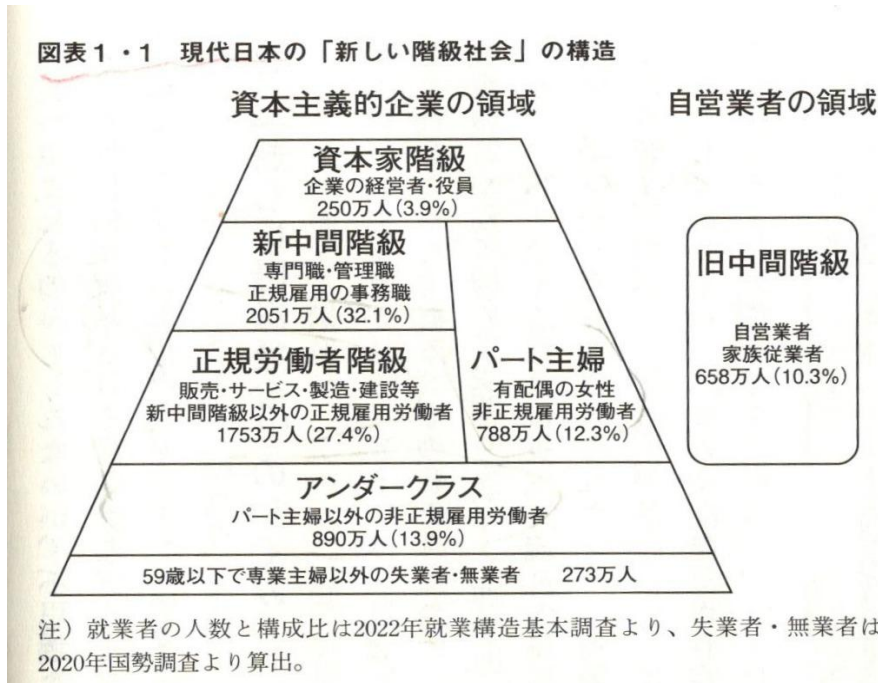 図表1・1 現代日本の「新しい階級社会」の構造
資本主義的企業の領域
自営業者の領域
資本家階級
企業の経営者・役員
250万人(3.9%)
新中間階級
専門職・管理職
正規雇用の事務職
2051万人(32.1%)
正規労働者階級
販売・サービス・製造・建設等
新中間階級以外の正規雇用労働者
1753万人(27.4%)
パート主婦
有配偶の女性
非正規雇用労働者
788万人(12.3%)
旧中間階級
自営業者
家族従業者
658万人(10.3%)
アンダークラス
パート主婦以外の非正規雇用労働者
890万人(13.9%)
59歳以下で専業主婦以外の失業者・無業者 273万人
注）就業者の人数と構成比は2022年就業構造基本調査より、失業者・無業者は
2020年国勢調査より算出。